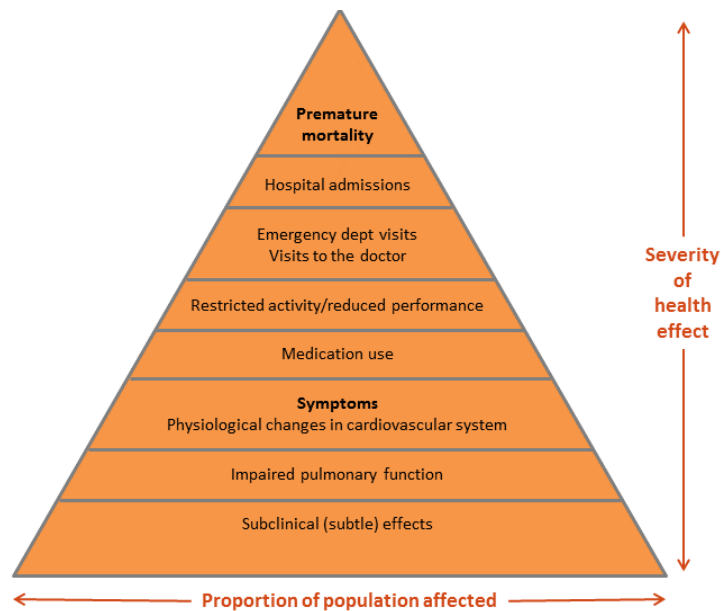 Premature
mortality
Hospital admissions
Emergency dept visits
Visits to the doctor
Restricted activity/reduced performance
Medication use
Symptoms
Physiological changes in cardiovascular system
Impaired pulmonary function
Subclinical (subtle) effects
Severity
of
health
effect
Proportion of population affected